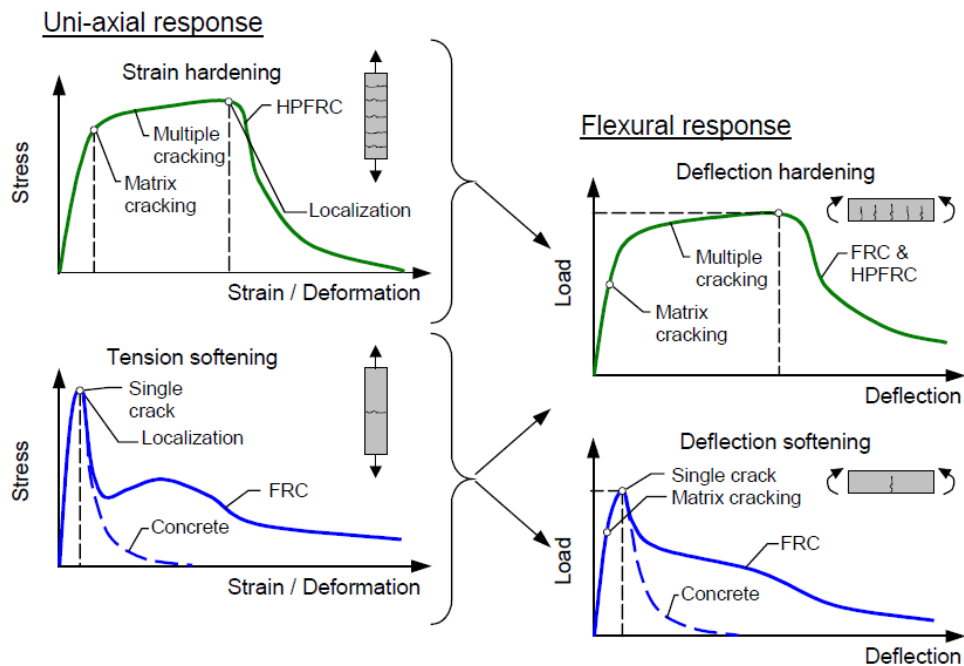 Uni-axial response
Strain hardening
HPFRC
Multiple
cracking
Matrix
cracking
Localization
Stress
Strain / Deformation
Tension softening
Single
crack
Localization
FRC
Concrete
Stress
Strain / Deformation
Flexural response
Deflection hardening
FRC &
HPFRC
Multiple
cracking
Matrix
cracking
Load
Deflection
Deflection softening
Single crack
Matrix cracking
FRC
Concrete
Load
Deflection